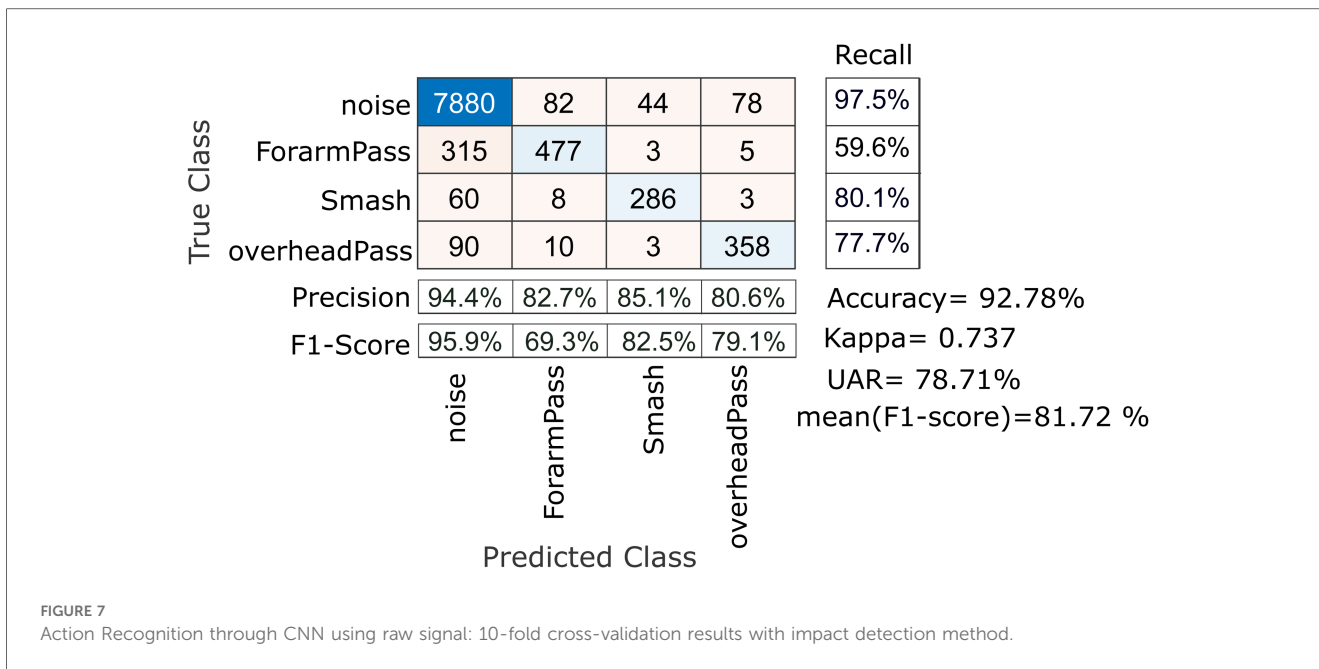 Recall
noise 7880 82 44 78 97.5%
ForarmPass 315 477 3 5 59.6%
Smash 60 8 286 3 80.1%
overheadPass 90 10 3 358 77.7%
True Class
Precision 94.4% 82.7% 85.1% 80.6%
F1-Score 95.9% 69.3% 82.5% 79.1%
Accuracy= 92.78%
Kappa= 0.737
UAR= 78.71%
mean(F1-score)=81.72 %
noise
ForarmPass
Smash
overheadPass
Predicted Class
FIGURE 7
Action Recognition through CNN using raw signal: 10-fold cross-validation results with impact detection method.